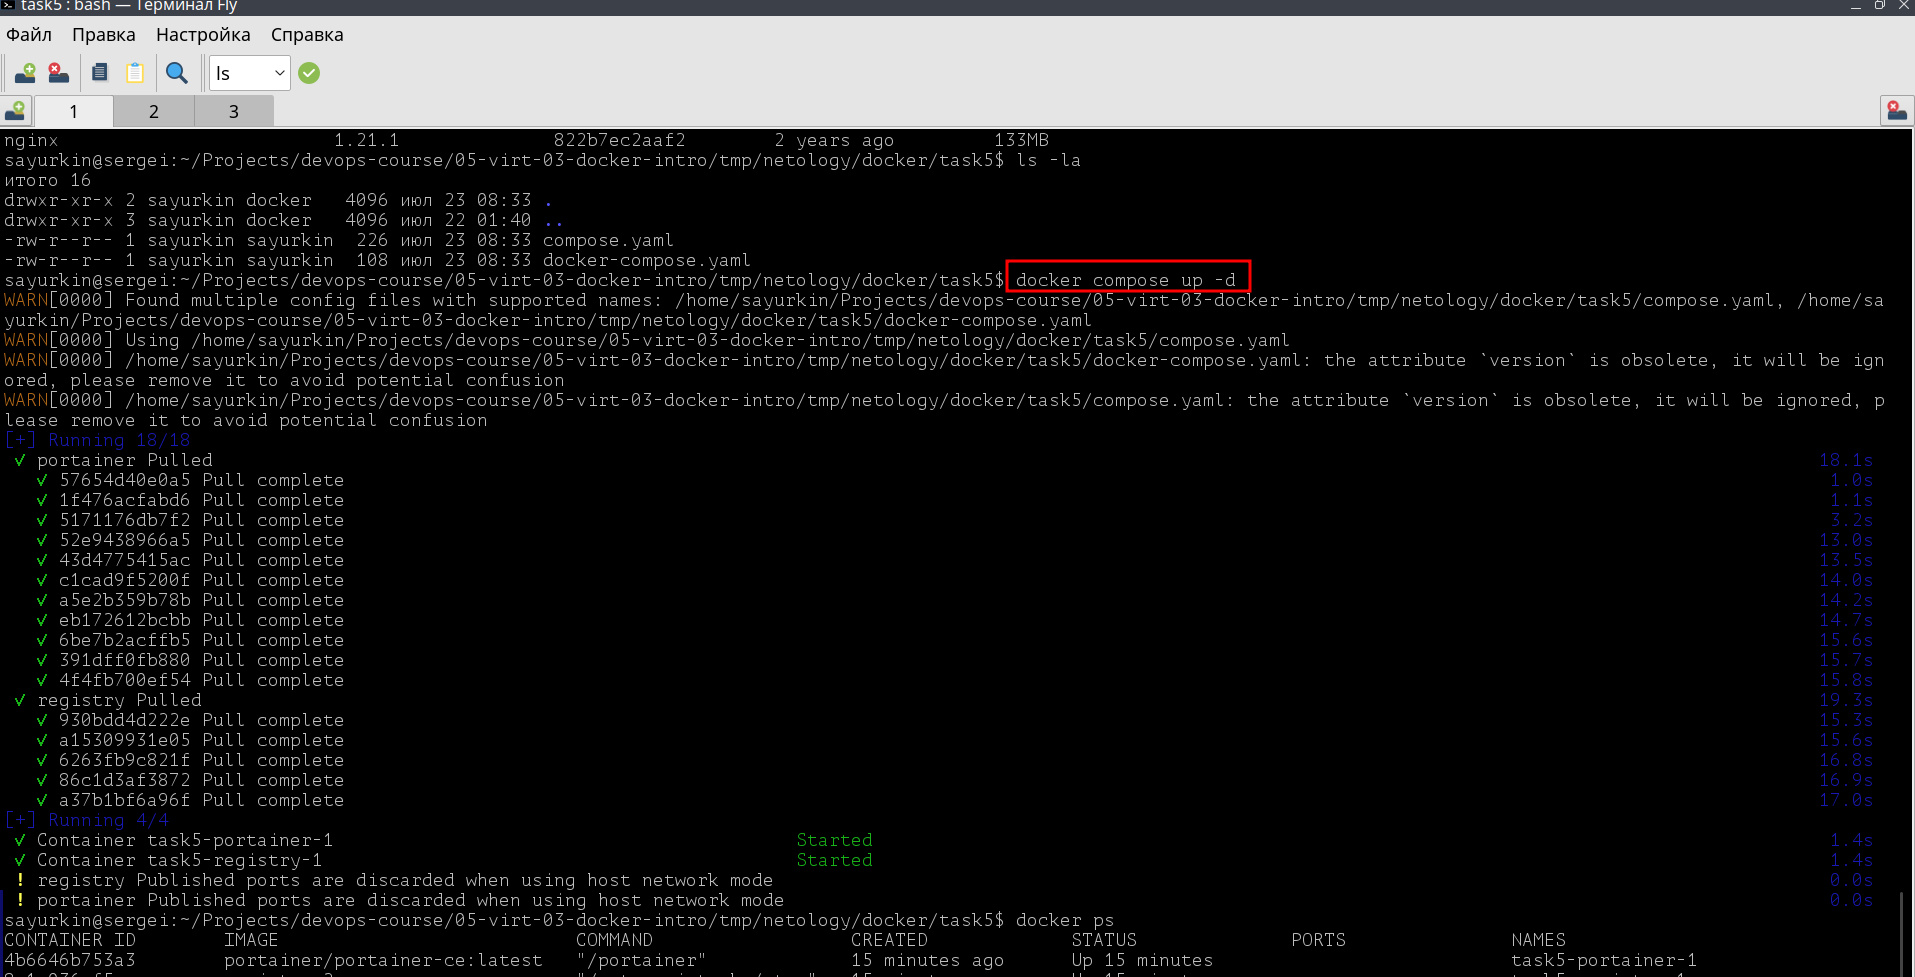 task5 : bash — Терминал Fly
Файл Правка Настройка Справка
ls
1 2 3
nginx 1.21.1 822b7ec2aaf2 2 years ago 133MB
sayurkin@sergei:~/Projects/devops-course/05-virt-03-docker-intro/tmp/netology/docker/task5$ ls -la
итого 16
drwxr-xr-x 2 sayurkin docker 4096 июл 23 08:33 .
drwxr-xr-x 3 sayurkin docker 4096 июл 22 01:40 ..
-rw-r--r-- 1 sayurkin sayurkin 226 июл 23 08:33 compose.yaml
-rw-r--r-- 1 sayurkin sayurkin 108 июл 23 08:33 docker-compose.yaml
sayurkin@sergei:~/Projects/devops-course/05-virt-03-docker-intro/tmp/netology/docker/task5$ docker compose up -d
WARN[0000] Found multiple config files with supported names: /home/sayurkin/Projects/devops-course/05-virt-03-docker-intro/tmp/netology/docker/task5/compose.yaml, /home/sa
yurkin/Projects/devops-course/05-virt-03-docker-intro/tmp/netology/docker/task5/docker-compose.yaml
WARN[0000] Using /home/sayurkin/Projects/devops-course/05-virt-03-docker-intro/tmp/netology/docker/task5/compose.yaml
WARN[0000] /home/sayurkin/Projects/devops-course/05-virt-03-docker-intro/tmp/netology/docker/task5/docker-compose.yaml: the attribute `version` is obsolete, it will be ign
ored, please remove it to avoid potential confusion
WARN[0000] /home/sayurkin/Projects/devops-course/05-virt-03-docker-intro/tmp/netology/docker/task5/compose.yaml: the attribute `version` is obsolete, it will be ignored, p
lease remove it to avoid potential confusion
[+] Running 18/18
✓ portainer Pulled 18.1s
✓ 57654d40e0a5 Pull complete 1.0s
✓ 1f476acfabd6 Pull complete 1.1s
✓ 5171176db7f2 Pull complete 3.2s
✓ 52e9438966a5 Pull complete 13.0s
✓ 43d4775415ac Pull complete 13.5s
✓ c1cad9f5200f Pull complete 14.0s
✓ a5e2b359b78b Pull complete 14.2s
✓ eb172612bcbb Pull complete 14.7s
✓ 6be7b2acffb5 Pull complete 15.6s
✓ 391dff0fb880 Pull complete 15.7s
✓ 4f4fb700ef54 Pull complete 15.8s
✓ registry Pulled 19.3s
✓ 930bdd4d222e Pull complete 15.3s
✓ a15309931e05 Pull complete 15.6s
✓ 6263fb9c821f Pull complete 16.8s
✓ 86c1d3af3872 Pull complete 16.9s
✓ a37b1bf6a96f Pull complete 17.0s
[+] Running 4/4
✓ Container task5-portainer-1 Started 1.4s
✓ Container task5-registry-1 Started 1.4s
! registry Published ports are discarded when using host network mode 0.0s
! portainer Published ports are discarded when using host network mode 0.0s
sayurkin@sergei:~/Projects/devops-course/05-virt-03-docker-intro/tmp/netology/docker/task5$ docker ps
CONTAINER ID IMAGE COMMAND CREATED STATUS PORTS NAMES
4b6646b753a3 portainer/portainer-ce:latest "/portainer" 15 minutes ago Up 15 minutes task5-portainer-1